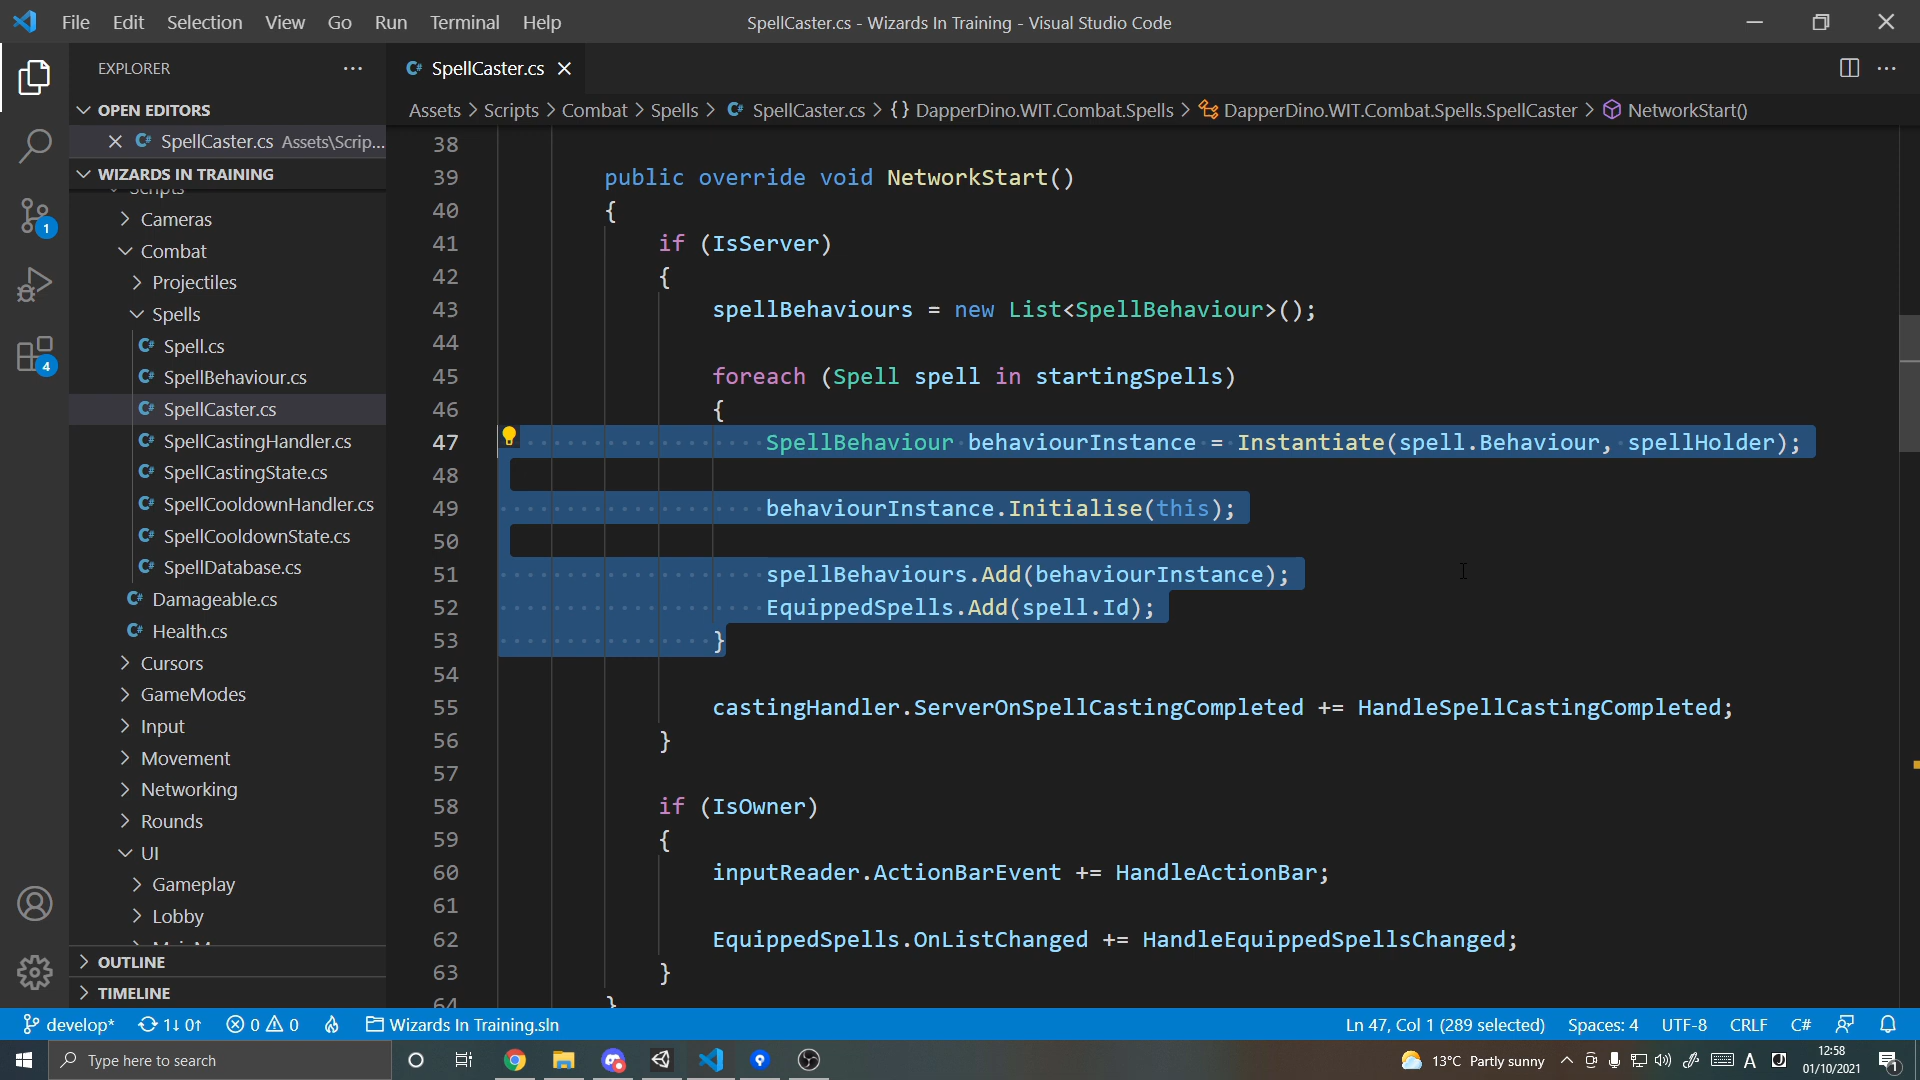 File Edit Selection View Go Run Terminal Help
SpellCaster.cs - Wizards In Training - Visual Studio Code
EXPLORER
OPEN EDITORS
SpellCaster.cs Assets\Scrip...
WIZARDS IN TRAINING
Scripts
Cameras
Combat
Projectiles
Spells
Spell.cs
SpellBehaviour.cs
SpellCaster.cs
SpellCastingHandler.cs
SpellCastingState.cs
SpellCooldownHandler.cs
SpellCooldownState.cs
SpellDatabase.cs
Damageable.cs
Health.cs
Cursors
GameModes
Input
Movement
Networking
Rounds
UI
Gameplay
Lobby
OUTLINE
TIMELINE
1
4
SpellCaster.cs
Assets > Scripts > Combat > Spells > SpellCaster.cs > {} DapperDino.WIT.Combat.Spells > DapperDino.WIT.Combat.Spells.SpellCaster > NetworkStart()
38
39 public override void NetworkStart()
40 {
41 if (IsServer)
42 {
43 spellBehaviours = new List<SpellBehaviour>();
44
45 foreach (Spell spell in startingSpells)
46 {
47 SpellBehaviour behaviourInstance = Instantiate(spell.Behaviour, spellHolder);
48
49 behaviourInstance.Initialise(this);
50
51 spellBehaviours.Add(behaviourInstance);
52 EquippedSpells.Add(spell.Id);
53 }
54
55 castingHandler.ServerOnSpellCastingCompleted += HandleSpellCastingCompleted;
56 }
57
58 if (IsOwner)
59 {
60 inputReader.ActionBarEvent += HandleActionBar;
61
62 EquippedSpells.OnListChanged += HandleEquippedSpellsChanged;
63 }
64 }
develop* 1↓ 0↑ 0 0 Wizards In Training.sln
Ln 47, Col 1 (289 selected) Spaces: 4 UTF-8 CRLF C#
Type here to search
13°C Partly sunny
A
12:58
01/10/2021
1